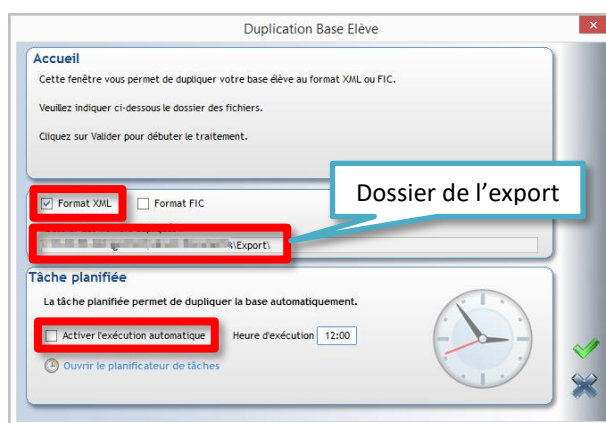 Duplication Base Elève
Accueil
Cette fenêtre vous permet de dupliquer votre base élève au format XML ou FIC.
Veuillez indiquer ci-dessous le dossier des fichiers.
Cliquez sur Valider pour débuter le traitement.
Dossier de l’export
Format XML
Format FIC
\Export\
Tâche planifiée
La tâche planifiée permet de dupliquer la base automatiquement.
Activer l'exécution automatique Heure d'exécution 12:00
Ouvrir le planificateur de tâches